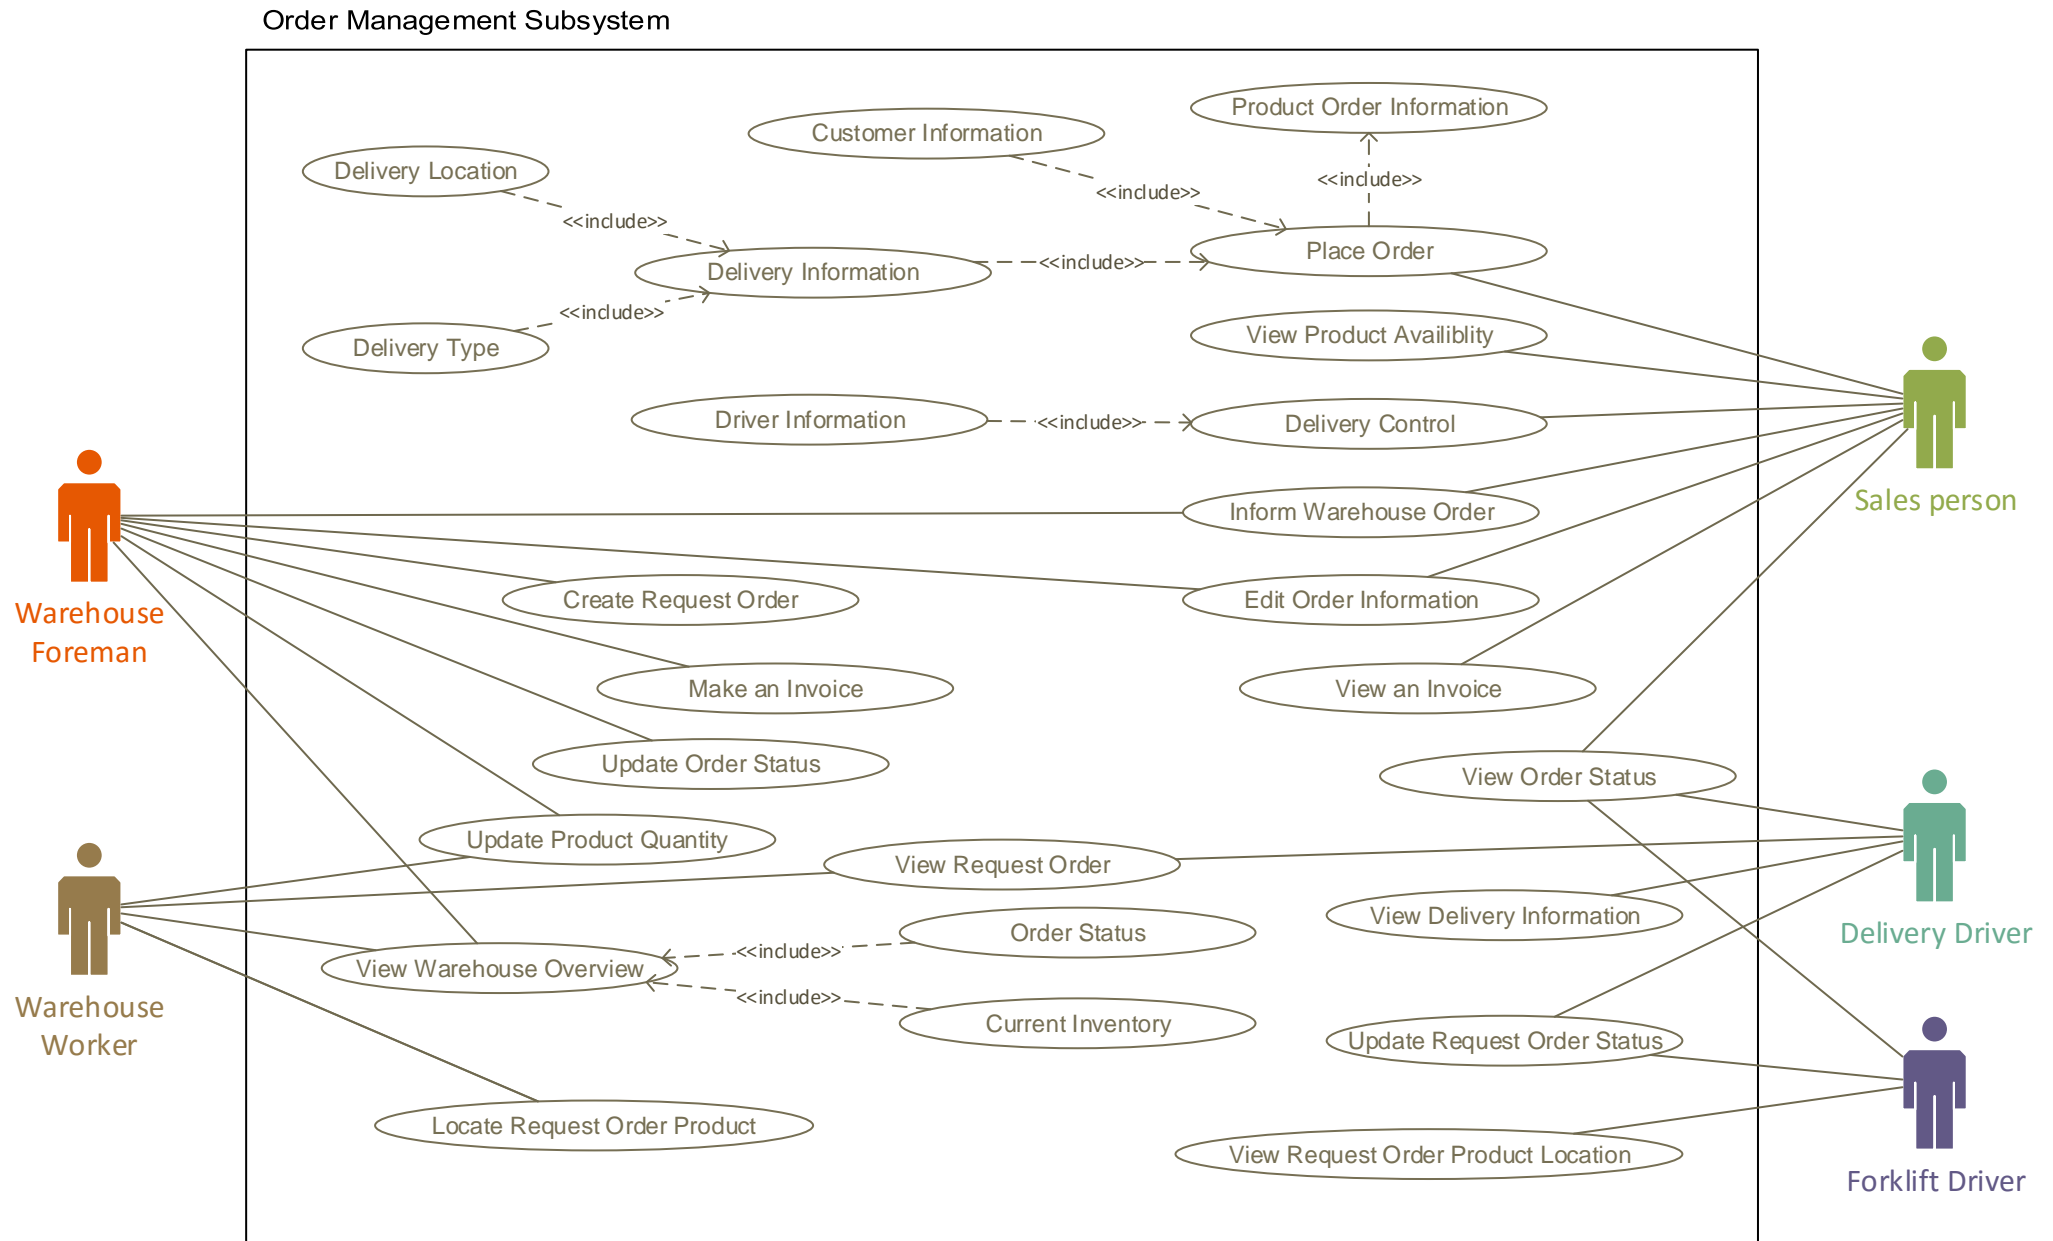 Order Management Subsystem
Product Order Information
Customer Information
Delivery Location
<<include>>
<<include>>
<<include>>
Place Order
<<include>>
Delivery Information
<<include>>
View Product Availiblity
Delivery Type
Driver Information
<<include>>
Delivery Control
Sales person
Inform Warehouse Order
Warehouse
Foreman
Create Request Order
Edit Order Information
Make an Invoice
View an Invoice
Update Order Status
View Order Status
Update Product Quantity
View Request Order
View Delivery Information
Delivery Driver
Order Status
<<include>>
View Warehouse Overview
<<include>>
Warehouse
Worker
Current Inventory
Update Request Order Status
Locate Request Order Product
View Request Order Product Location
Forklift Driver